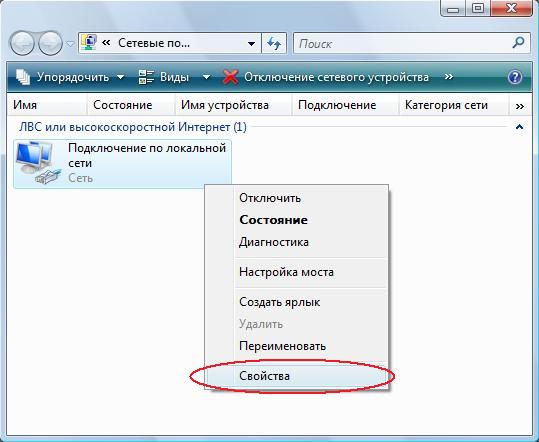 « Сетевые по...
Поиск
Упорядочить Виды Отключение сетевого устройства » ?
Имя Состояние Имя устройства Подключение Категория сети »
ЛВС или высокоскоростной Интернет (1)
Подключение по локальной
сети
Сеть
Отключить
Состояние
Диагностика
Настройка моста
Создать ярлык
Удалить
Переименовать
Свойства